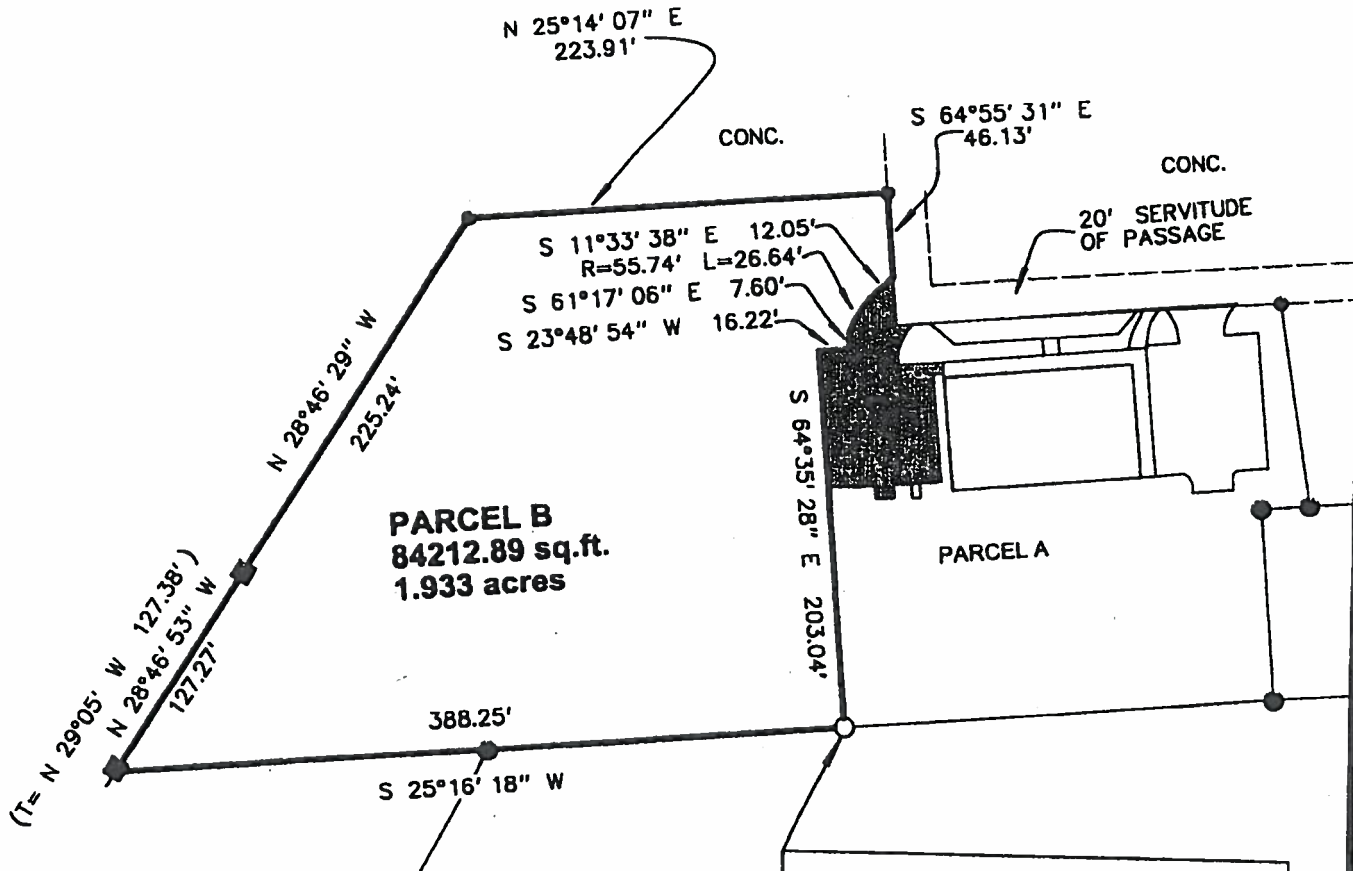 N 25°14' 07" E
223.91'
S 64°55' 31" E
46.13'
CONC.
CONC.
20' SERVITUDE
OF PASSAGE
S 11°33' 38" E 12.05'
R=55.74' L=26.64'
S 61°17' 06" E 7.60'
S 23°48' 54" W 16.22'
N 28°46' 29" W
225.24'
S 64°35' 28" E 203.04'
PARCEL B
84212.89 sq.ft.
1.933 acres
PARCEL A
(T= N 29°05' W 127.38')
N 28°46' 53" W
127.27'
388.25'
S 25°16' 18" W